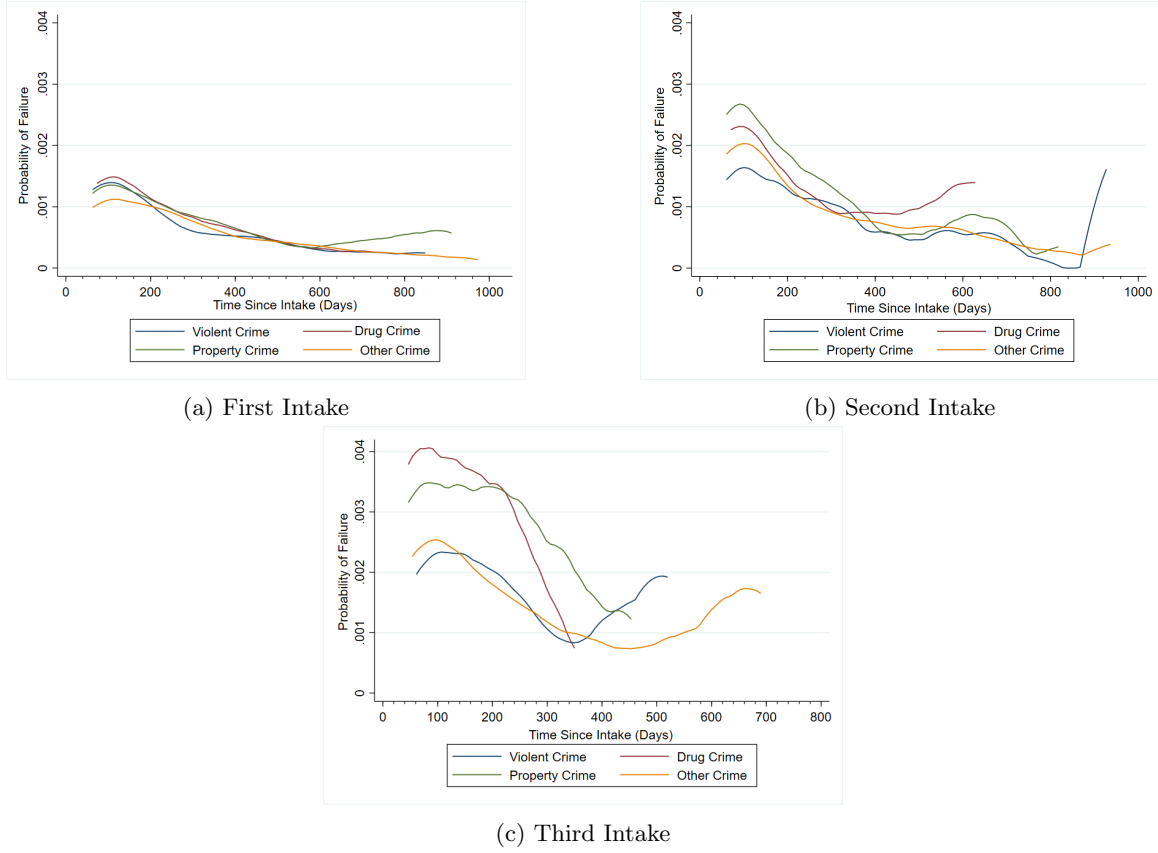 Probability of Failure
.004
.003
.002
.001
0
0 200 400 600 800 1000
Time Since Intake (Days)
Violent Crime Drug Crime
Property Crime Other Crime
(a) First Intake
Probability of Failure
.004
.003
.002
.001
0
0 200 400 600 800 1000
Time Since Intake (Days)
Violent Crime Drug Crime
Property Crime Other Crime
(b) Second Intake
Probability of Failure
.004
.003
.002
.001
0
0 100 200 300 400 500 600 700 800
Time Since Intake (Days)
Violent Crime Drug Crime
Property Crime Other Crime
(c) Third Intake